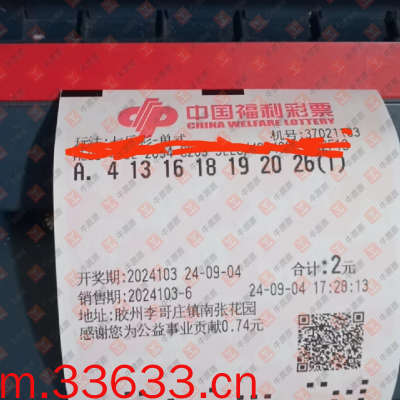 中国福利彩票
CHINA WELFARE LOTTERY
机号:37021
A. 4 13 16 18 19 20 26(1)
开奖期:2024103 24-09-04 合计:2元
销售期:2024103-6 24-09-04 17:28:13
地址:胶州李哥庄镇南张花园
感谢您为公益事业贡献0.74元
m.33633.cn